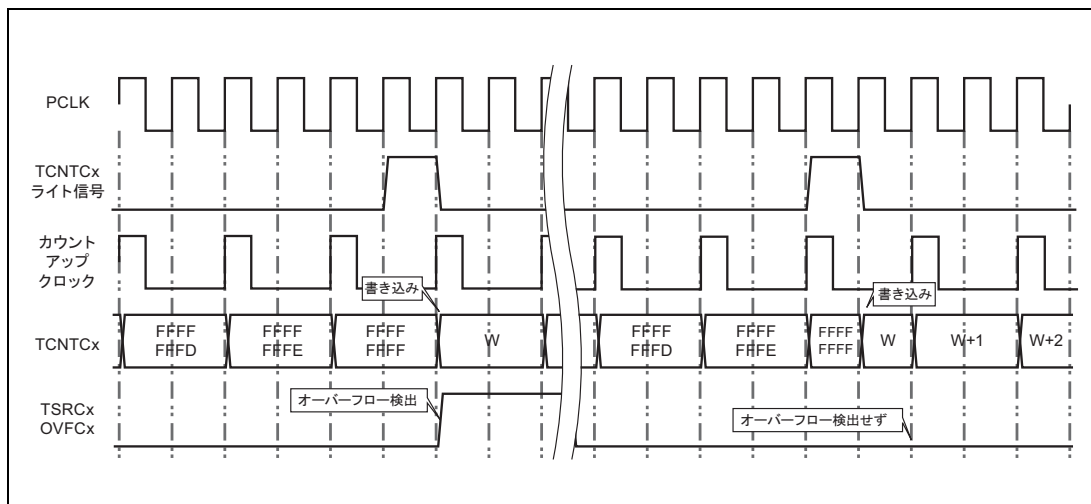 PCLK
TCNTCx
ライト信号
カウント
アップ
クロック
書き込み
書き込み
TCNTCx
FFFF
FFFD
FFFF
FFFE
FFFF
FFFF
W
FFFF
FFFD
FFFF
FFFE
FFFF
FFFF
W
W+1
W+2
TSRCx
OVFCx
オーバーフロー検出
オーバーフロー検出せず